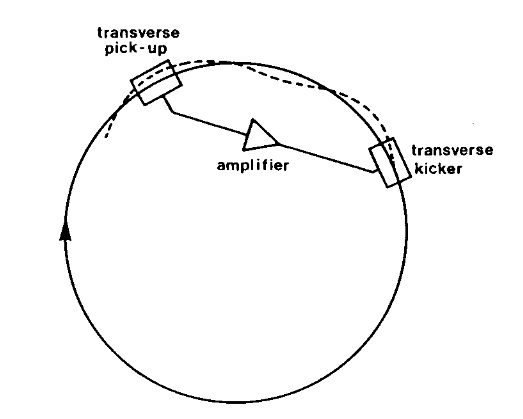 transverse
pick-up
amplifier
transverse
kicker